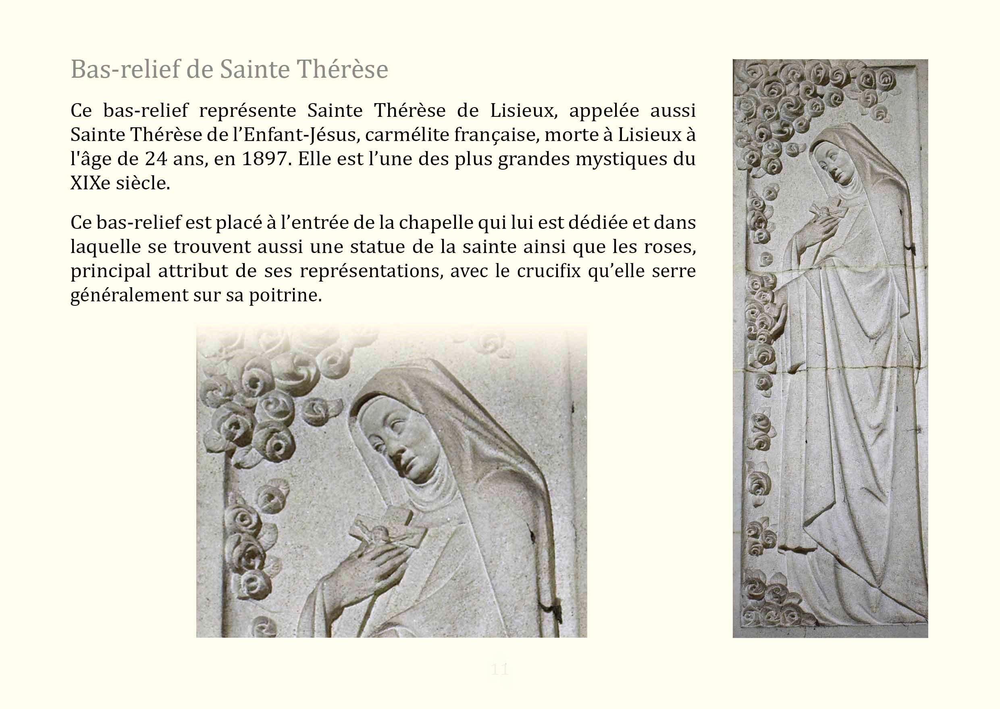 Bas-relief de Sainte Thérèse
Ce bas-relief représente Sainte Thérèse de Lisieux, appelée aussi
Sainte Thérèse de l’Enfant-Jésus, carmélite française, morte à Lisieux à
l'âge de 24 ans, en 1897. Elle est l’une des plus grandes mystiques du
XIXe siècle.
Ce bas-relief est placé à l’entrée de la chapelle qui lui est dédiée et dans
laquelle se trouvent aussi une statue de la sainte ainsi que les roses,
principal attribut de ses représentations, avec le crucifix qu’elle serre
généralement sur sa poitrine.
11